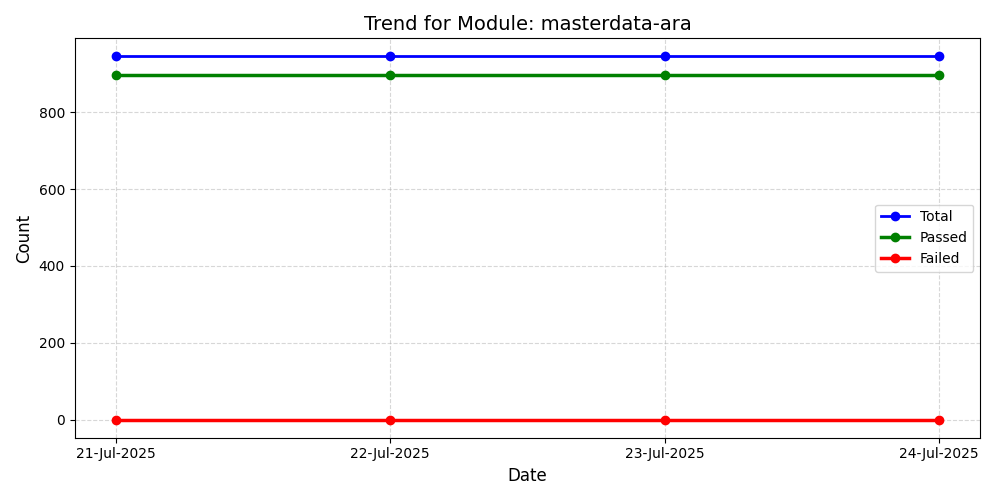 Trend for Module: masterdata-ara
Count
800
600
400
200
0
Total
Passed
Failed
21-Jul-2025
22-Jul-2025
23-Jul-2025
24-Jul-2025
Date